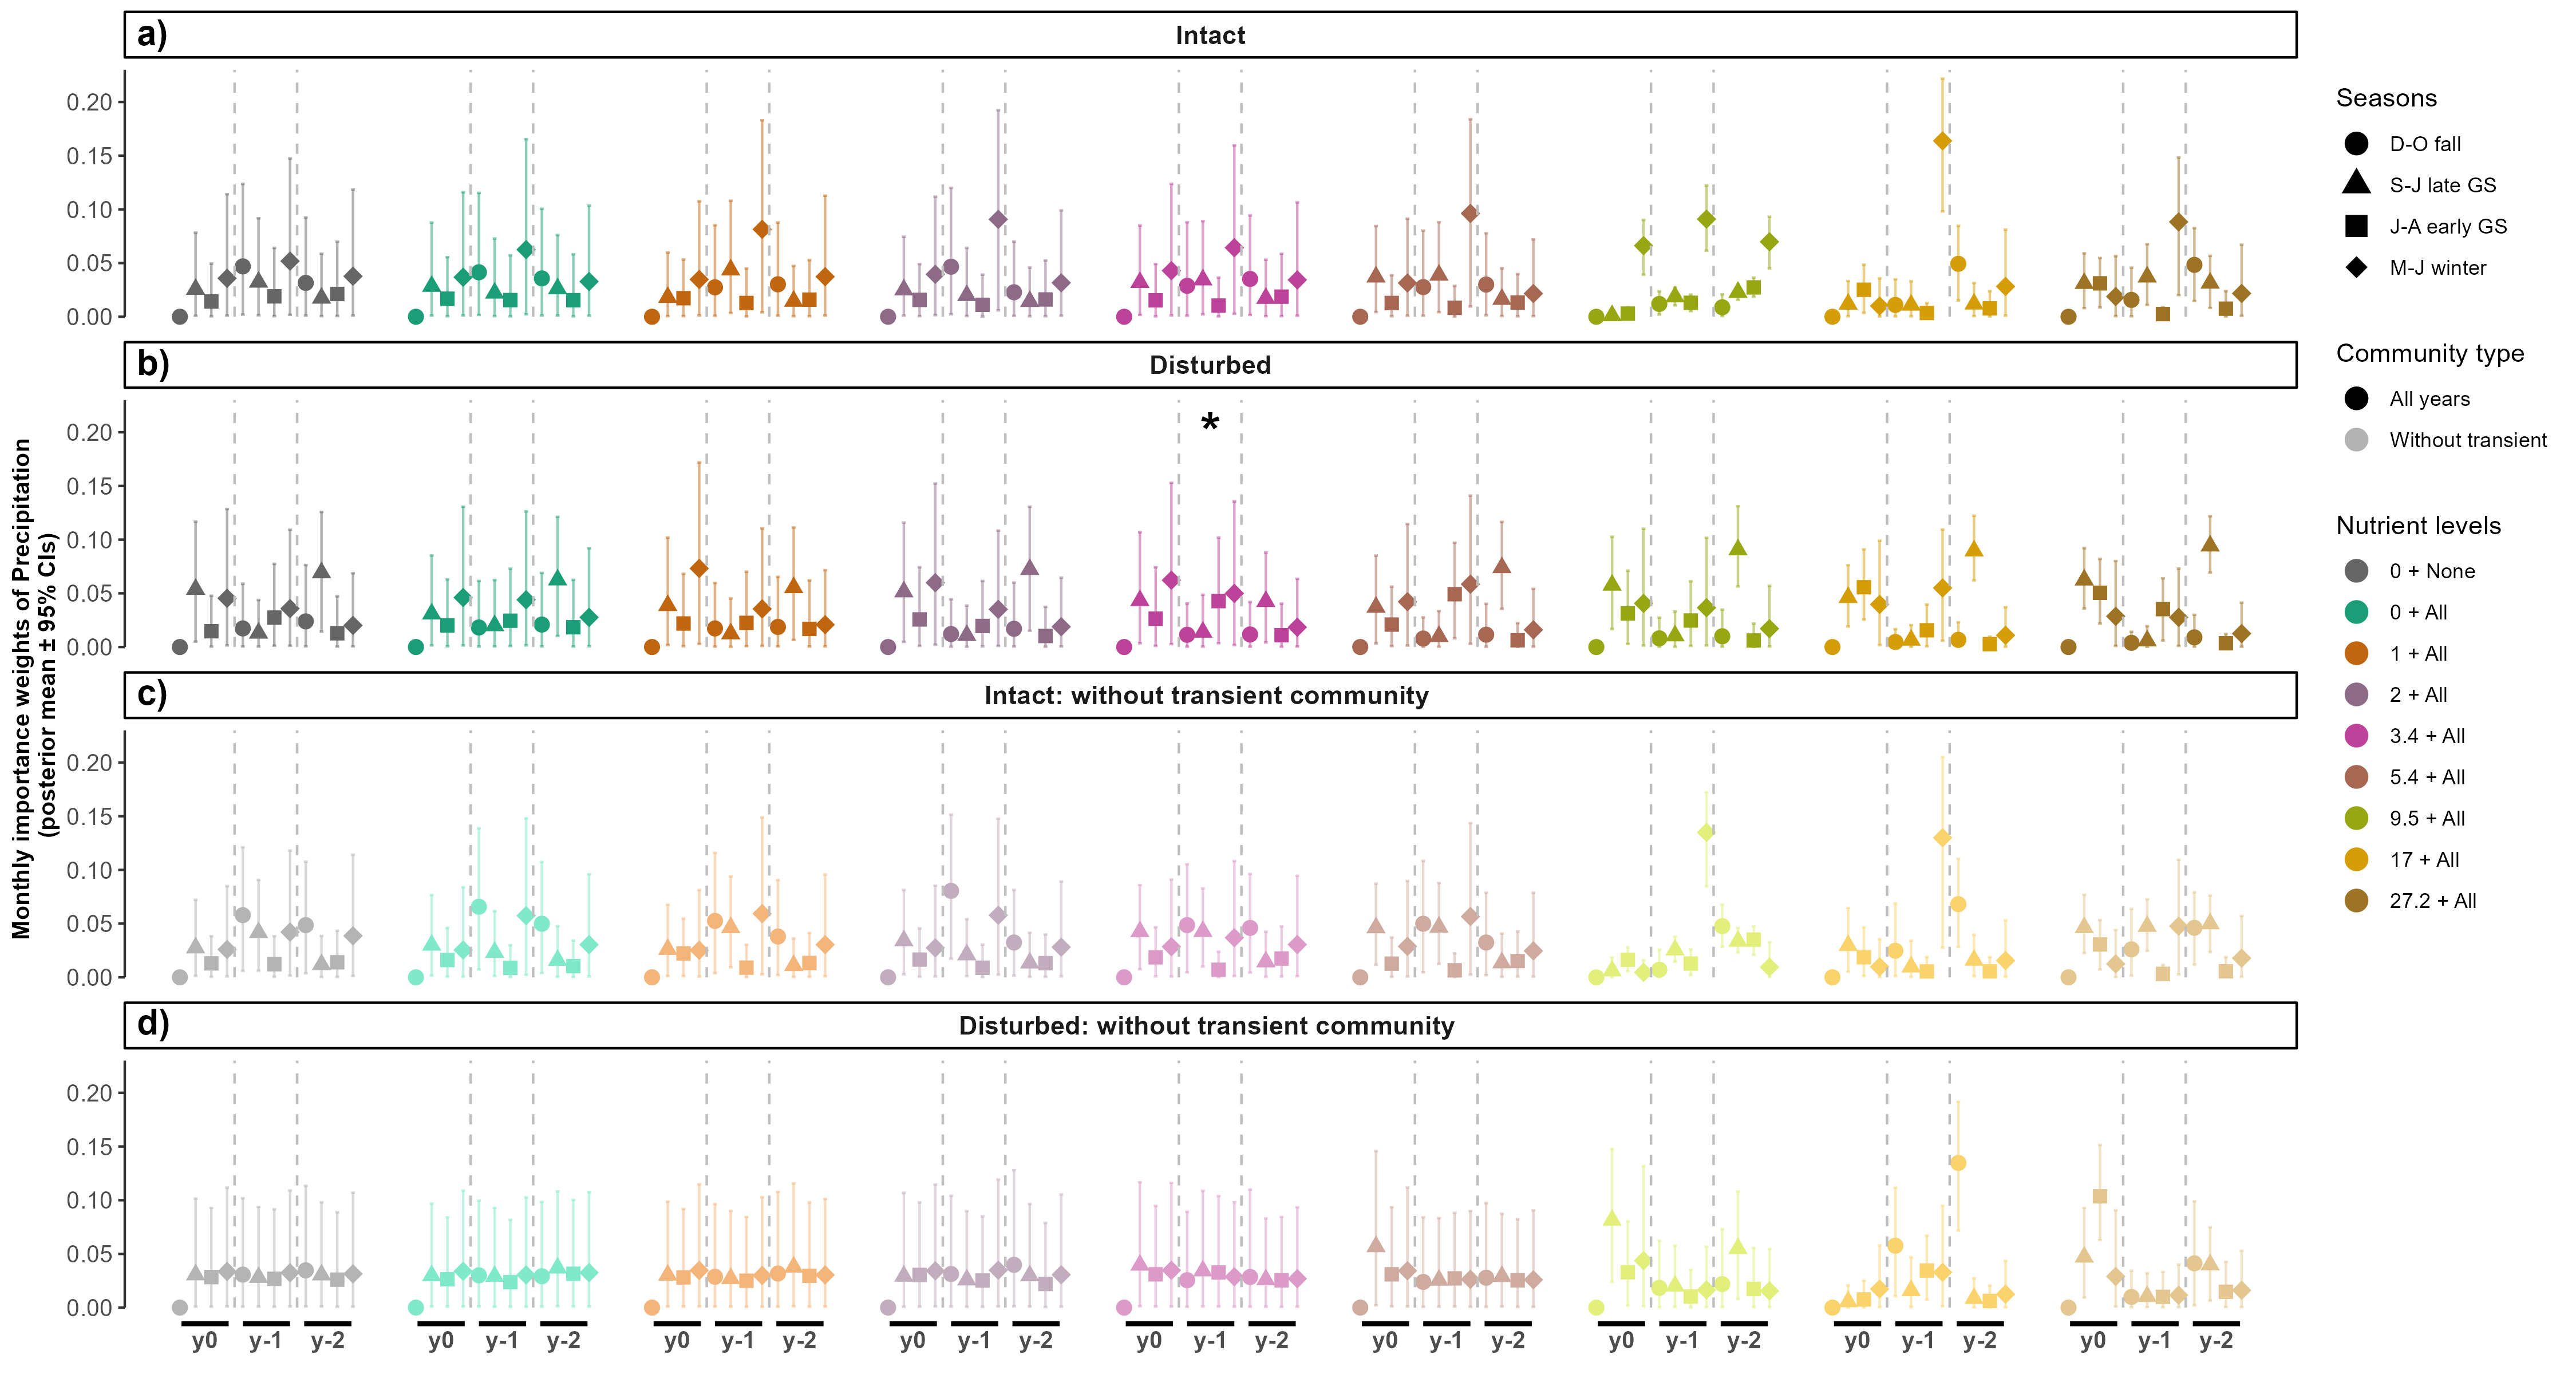 a)
Intact
0.20
0.15
0.10
0.05
0.00
b)
Disturbed
*
0.20
0.15
0.10
0.05
0.00
c)
Intact: without transient community
0.20
0.15
0.10
0.05
0.00
d)
Disturbed: without transient community
0.20
0.15
0.10
0.05
0.00
y0 y-1 y-2 y0 y-1 y-2 y0 y-1 y-2 y0 y-1 y-2 y0 y-1 y-2 y0 y-1 y-2 y0 y-1 y-2 y0 y-1 y-2 y0 y-1 y-2
Monthly importance weights of Precipitation
(posterior mean ± 95% CIs)
Seasons
D-O fall
S-J late GS
J-A early GS
M-J winter
Community type
All years
Without transient
Nutrient levels
0 + None
0 + All
1 + All
2 + All
3.4 + All
5.4 + All
9.5 + All
17 + All
27.2 + All